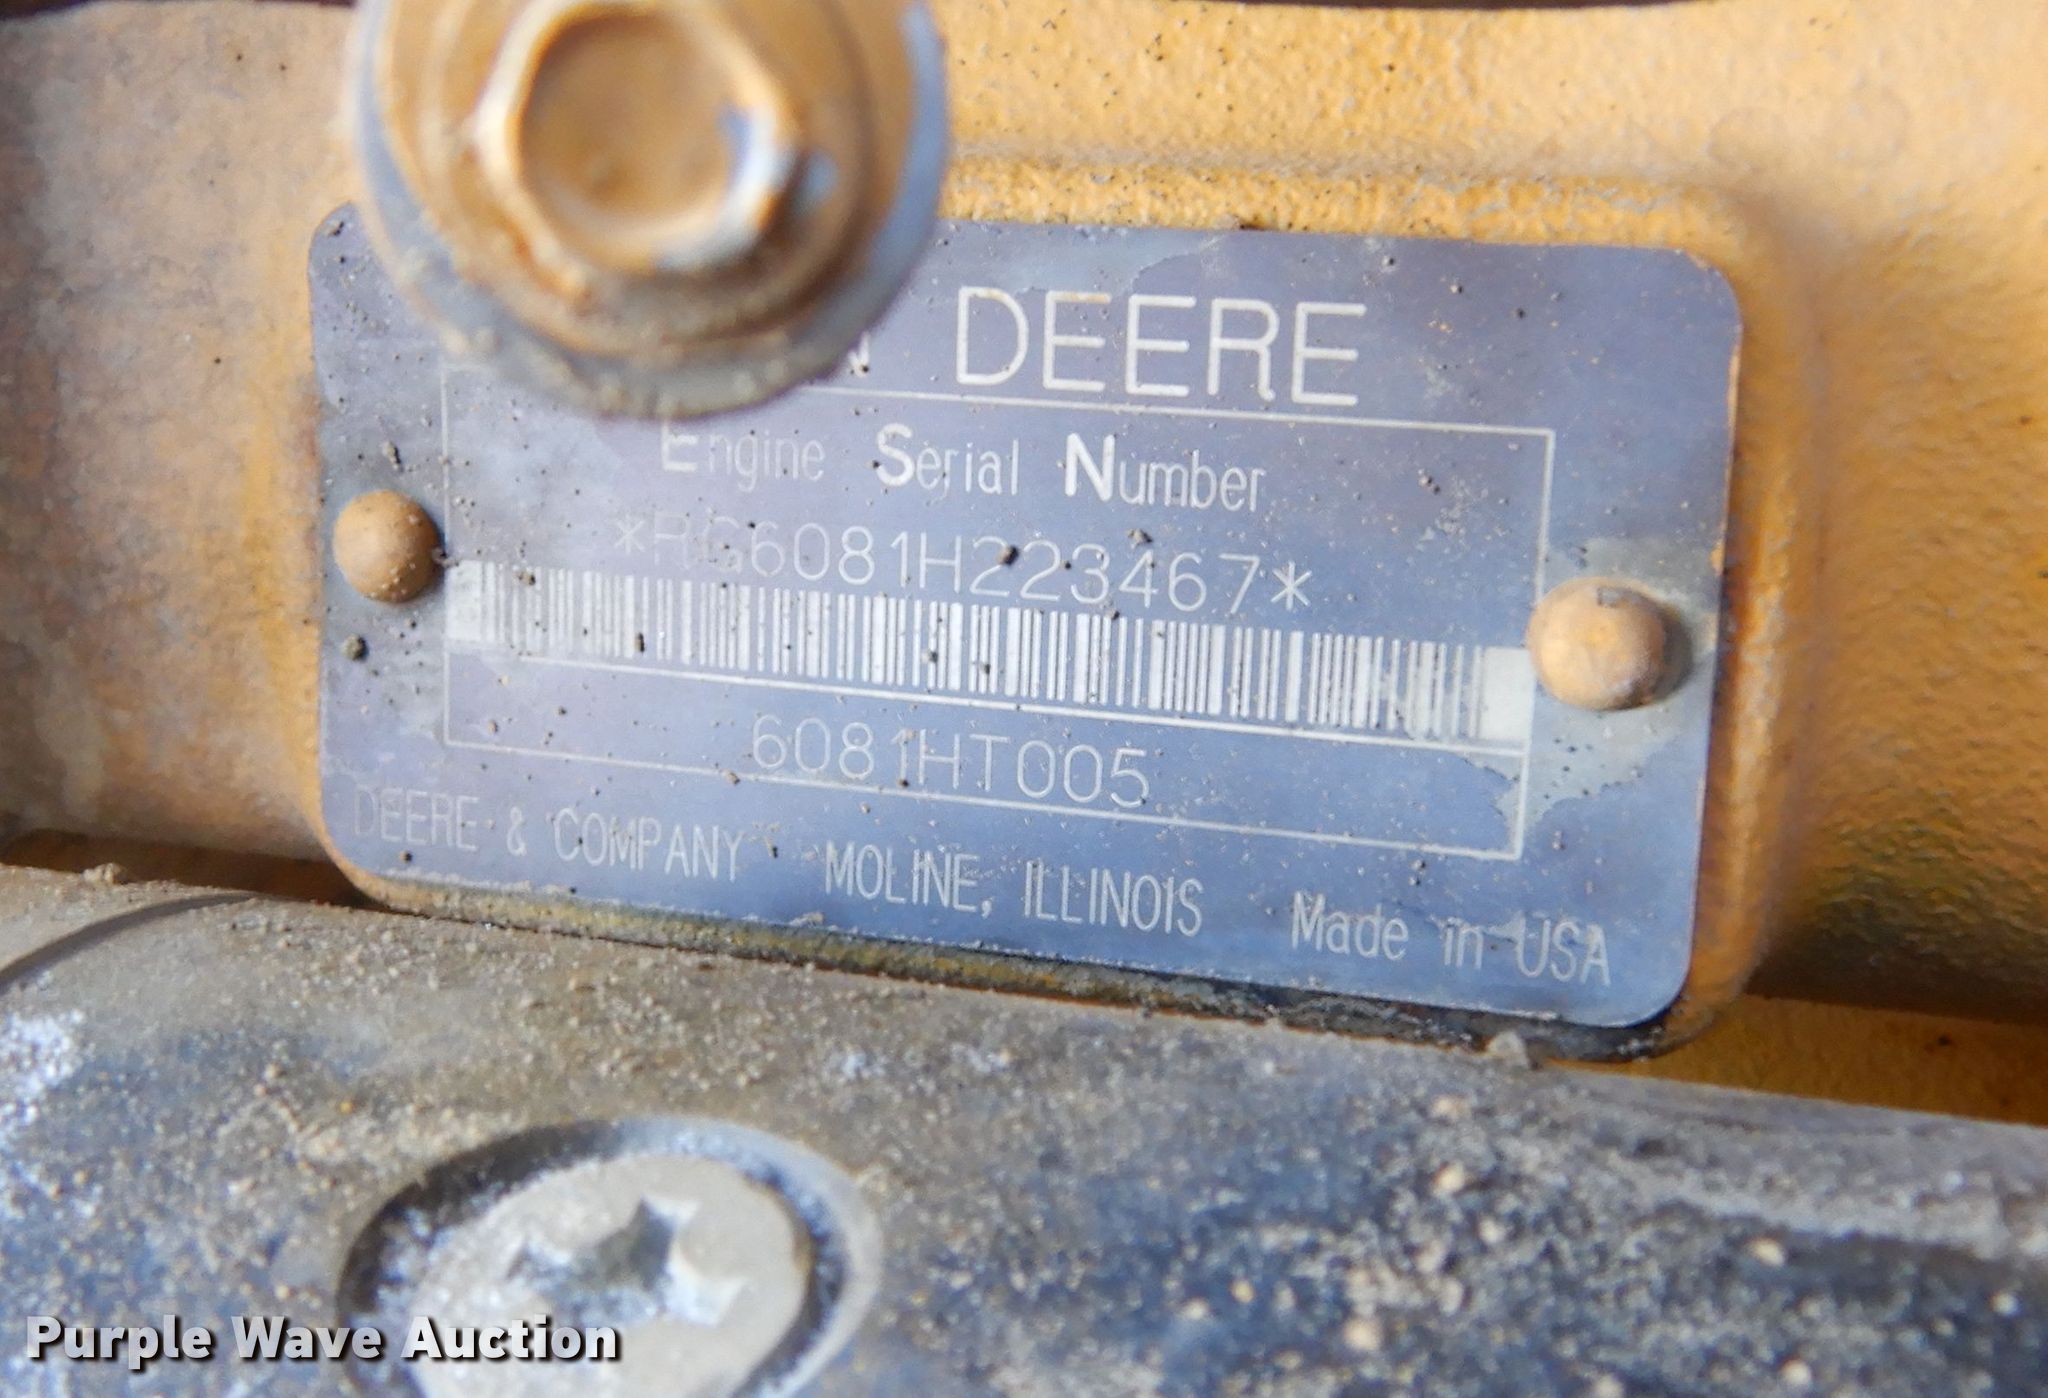 DEERE
Engine Serial Number
*RG6081H223467*
6081HT005
DEERE & COMPANY MOLINE, ILLINOIS Made in USA
Purple Wave Auction